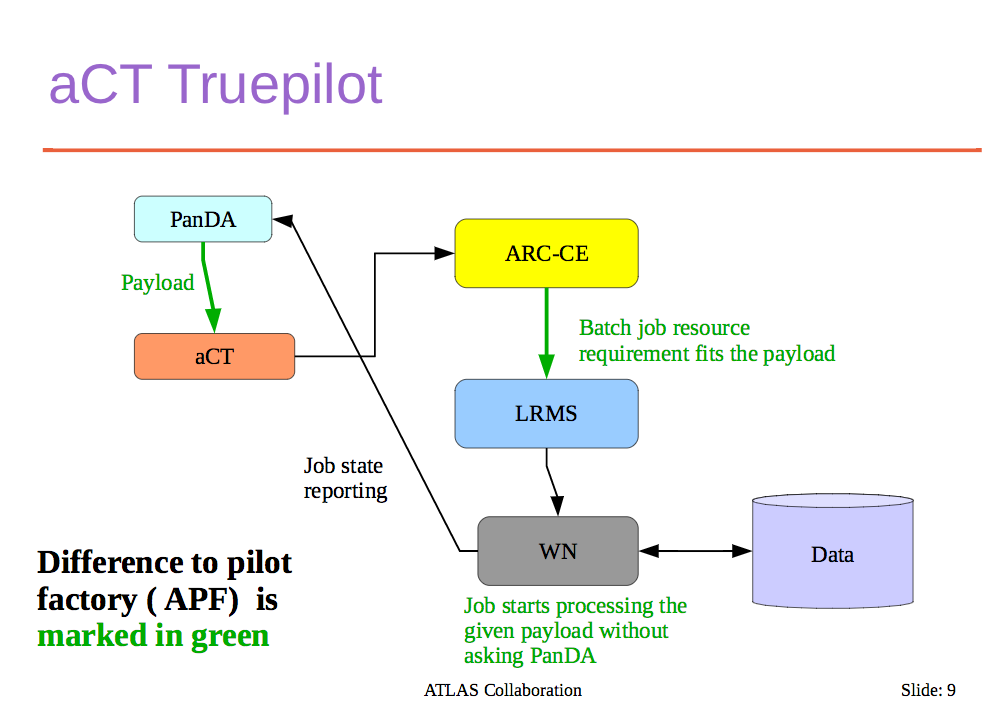 aCT Truepilot
PanDA
ARC-CE
Payload
Batch job resource
requirement fits the payload
aCT
LRMS
Job state
reporting
WN
Data
Difference to pilot
factory ( APF)  is
marked in green
Job starts processing the
given payload without
asking PanDA
ATLAS Collaboration
Slide: 9